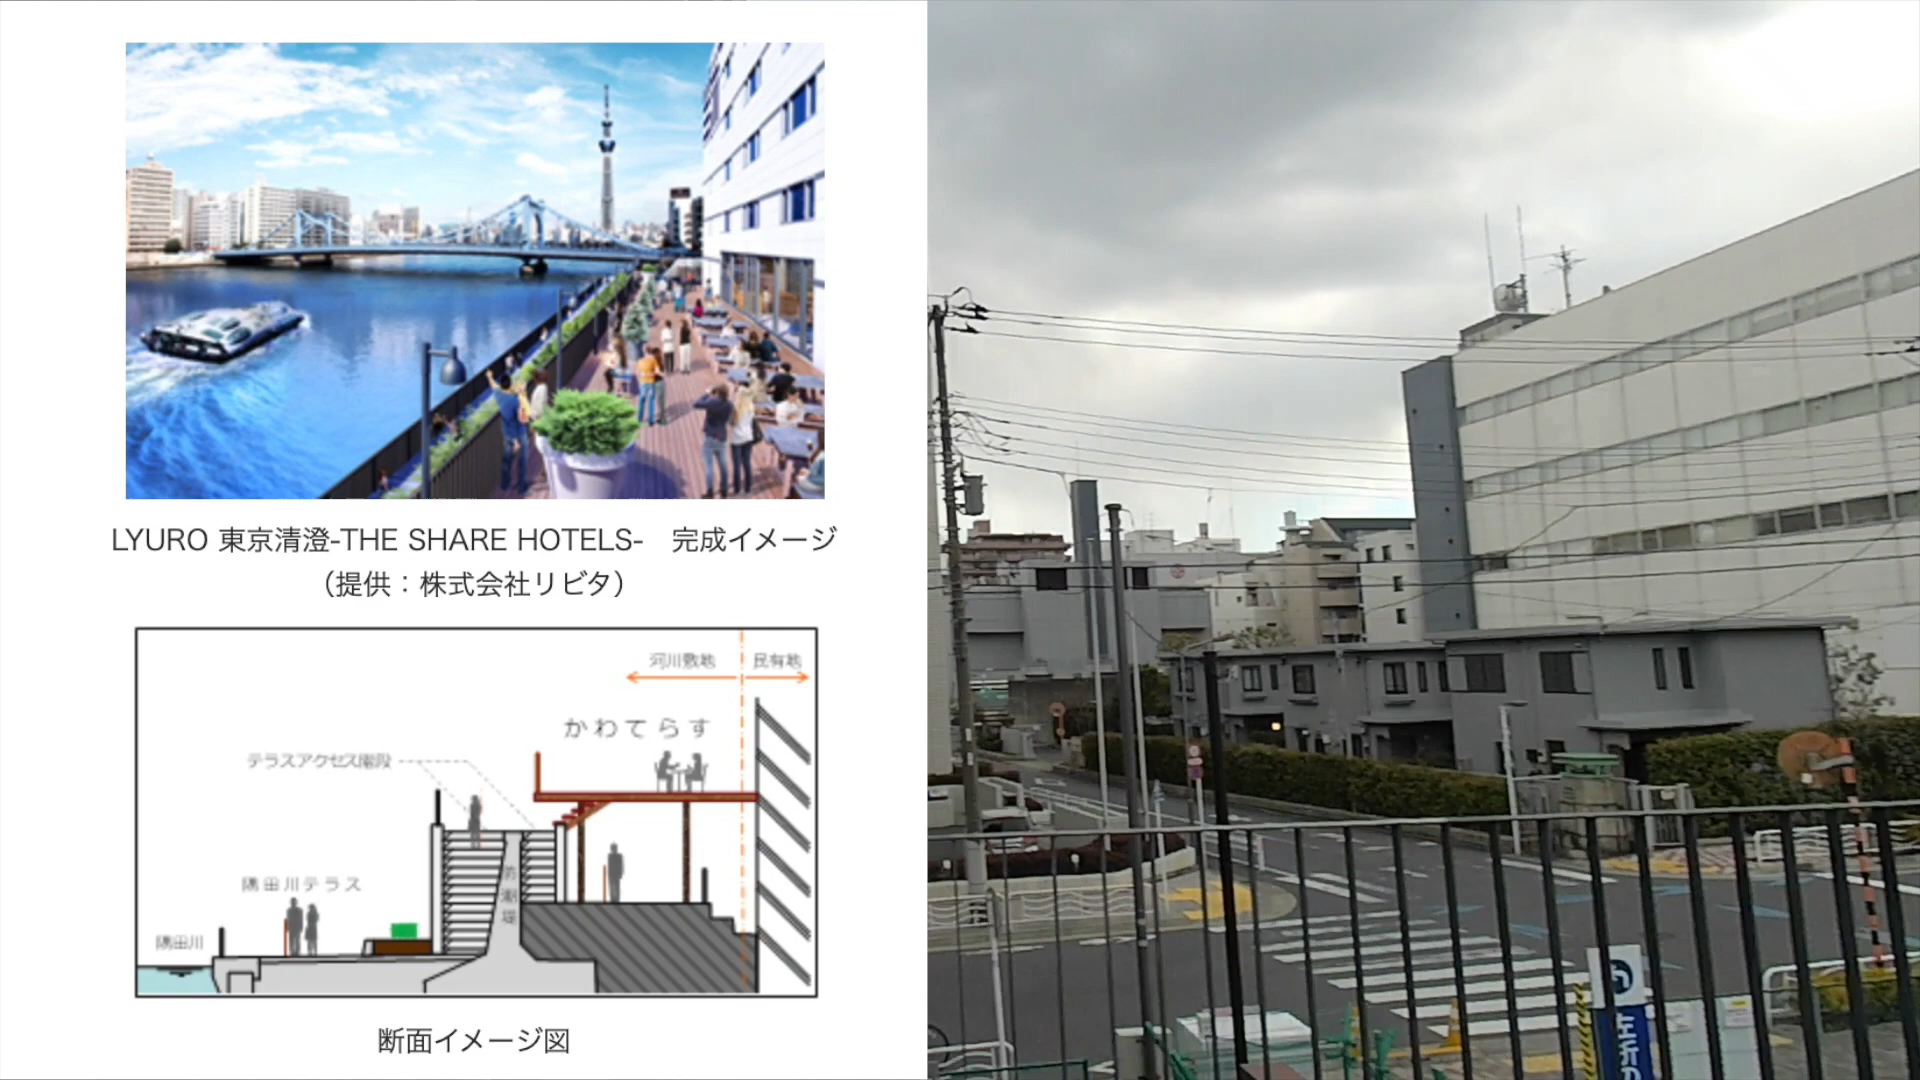 LYURO 東京清澄-THE SHARE HOTELS-　完成イメージ
（提供：株式会社リビタ）
河川敷地
民有地
かわてらす
テラスアクセス階段
防潮堤
隅田川テラス
隅田川
断面イメージ図
左折